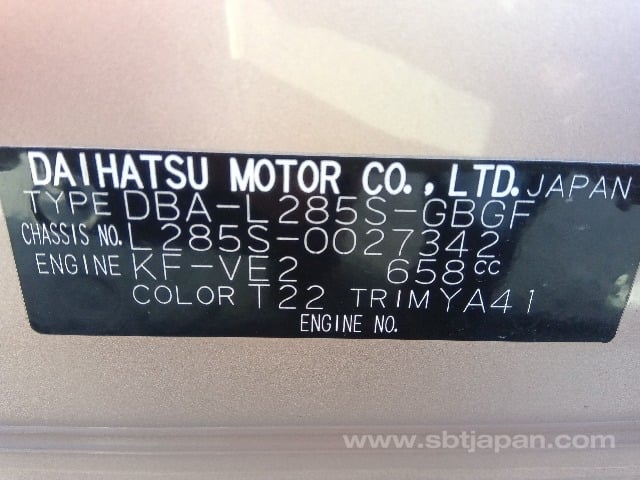 DAIHATSU MOTOR CO., LTD. JAPAN
TYPE DBA-L285S-GBGF
CHASSIS NO. L285S-0027342
ENGINE KF-VE2 658cc
COLOR T22 TRIM YA41
ENGINE NO.
www.sbtjapan.com